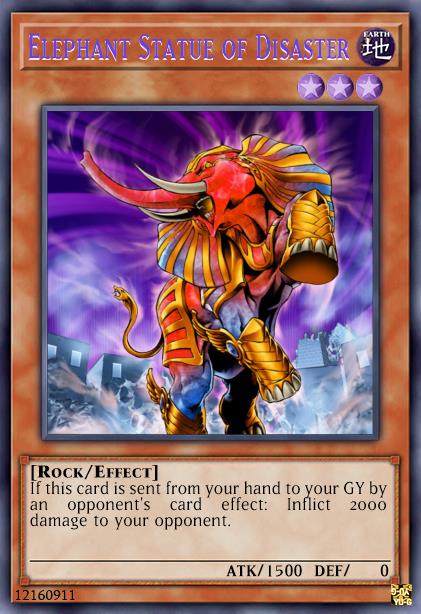 Elephant Statue of Disaster
EARTH
地
[Rock/Effect]
If this card is sent from your hand to your GY by
an opponent's card effect: Inflict 2000
damage to your opponent.
ATK/1500 DEF/ 0
12160911